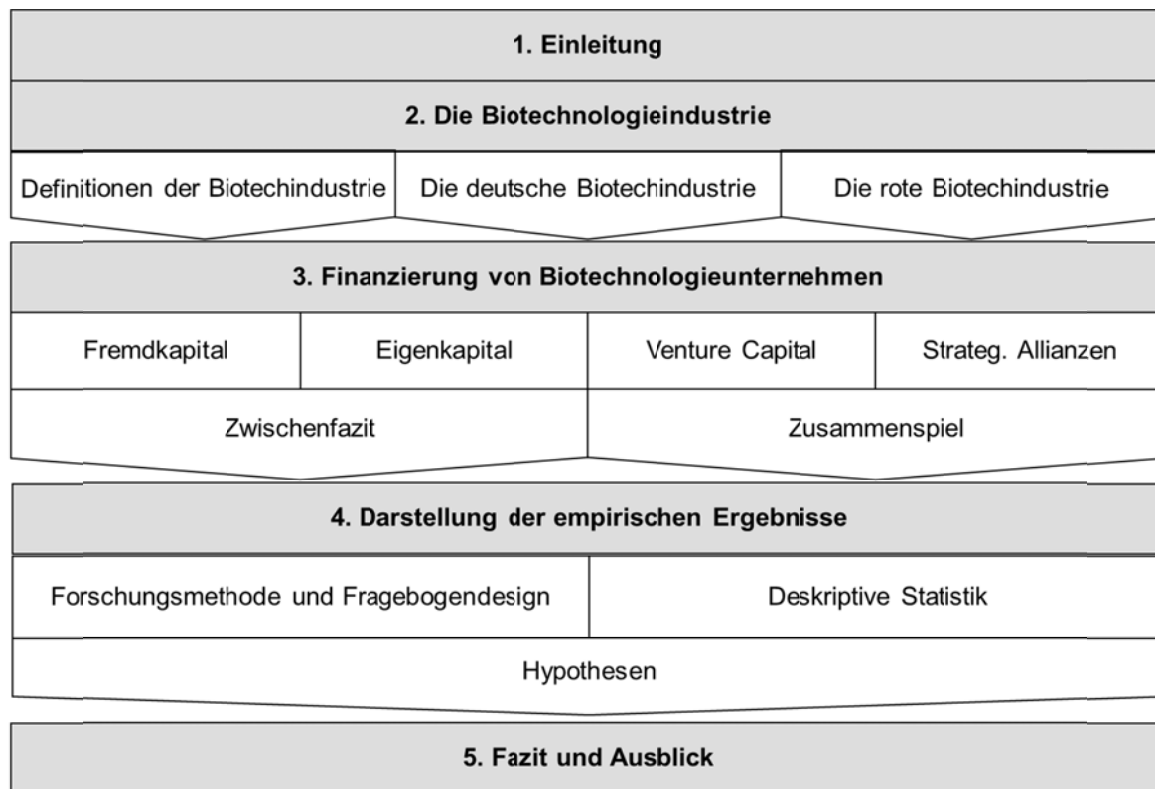 1. Einleitung
2. Die Biotechnologieindustrie
Definitionen der Biotechindustrie
Die deutsche Biotechindustrie
Die rote Biotechindustrie
3. Finanzierung von Biotechnologieunternehmen
Fremdkapital
Eigenkapital
Venture Capital
Strateg. Allianzen
Zwischenfazit
Zusammenspiel
4. Darstellung der empirischen Ergebnisse
Forschungsmethode und Fragebogendesign
Deskriptive Statistik
Hypothesen
5. Fazit und Ausblick